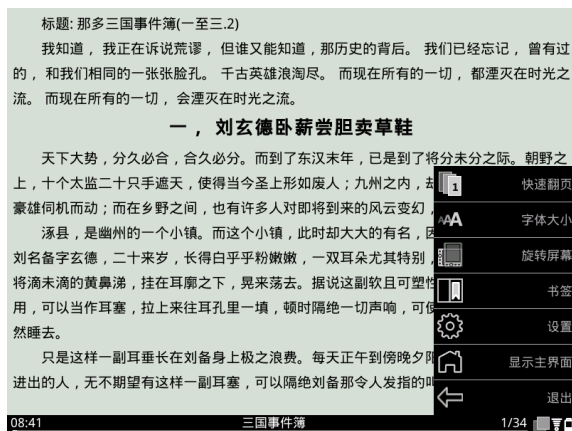 标题: 那多三国事件簿(一至三.2)
我知道，我正在诉说荒谬，但谁又能知道，那历史的背后。 我们已经忘记，曾有过
的，和我们相同的一张张脸孔。 千古英雄浪淘尽。 而现在所有的一切，都湮灭在时光之
流。 而现在所有的一切，会湮灭在时光之流。
一，刘玄德卧薪尝胆卖草鞋
天下大势，分久必合，合久必分。而到了东汉末年，已是到了将分未分之际。朝野之
上，十个太监二十只手遮天，使得当今圣上形如废人；九州之内，
豪雄伺机而动；而在乡野之间，也有许多人对即将到来的风云变幻，
涿县，是幽州的一个小镇。而这个小镇，此时却大大的有名，
刘名备字玄德，二十来岁，长得白乎乎粉嫩嫩，一双耳朵尤其特别，
将滴未滴的黄鼻涕，挂在耳廓之下，晃来荡去。据说这副软且可塑性
用，可以当作耳塞，拉上来往耳孔里一填，顿时隔绝一切声响，可使
然睡去。
只是这样一副耳垂长在刘备身上极之浪费。每天正午到傍晚夕阳
进出的人，无不期望有这样一副耳塞，可以隔绝刘备那令人发指的叫
1
快速翻页
AAA
字体大小
旋转屏幕
书签
设置
显示主界面
退出
08:41
三国事件簿
1/34